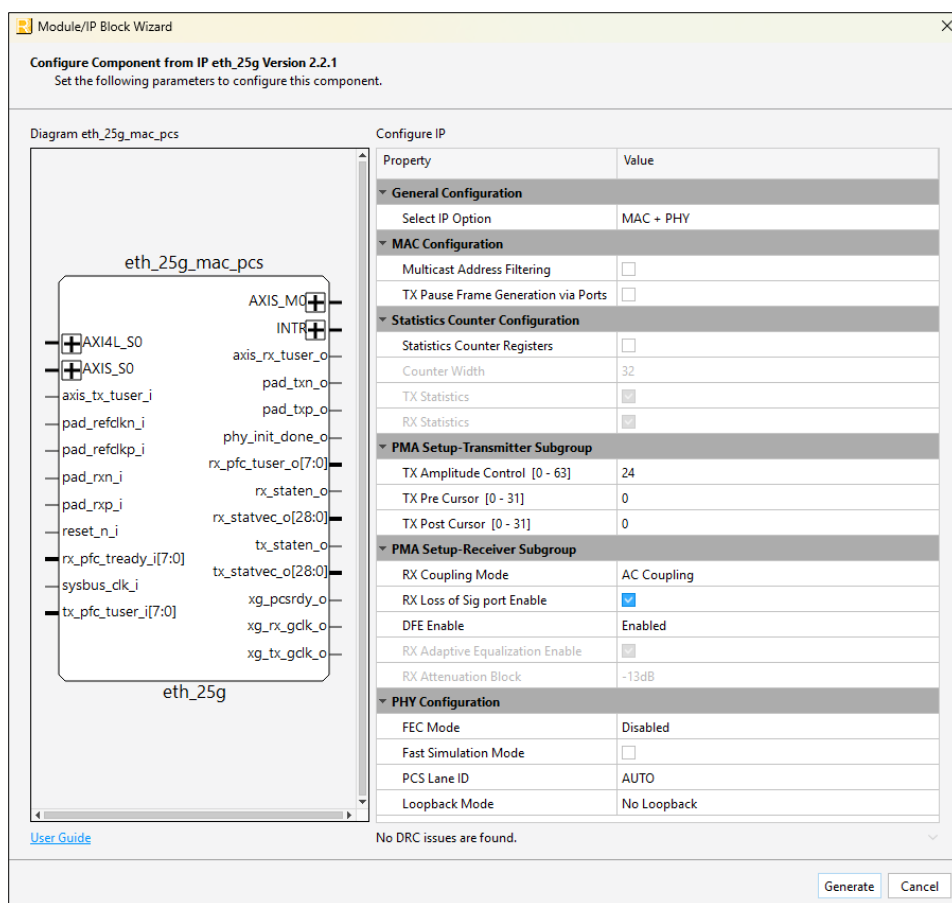 Module/IP Block Wizard
Configure Component from IP eth_25g Version 2.2.1
Set the following parameters to configure this component.
Diagram eth_25g_mac_pcs
eth_25g_mac_pcs
AXI4L_S0
AXIS_S0
axis_tx_tuser_i
pad_refclkn_i
pad_refclkp_i
pad_rxn_i
pad_rxp_i
reset_n_i
rx_pfc_tready_i[7:0]
sysbus_clk_i
tx_pfc_tuser_i[7:0]
AXIS_M0
INTR
axis_rx_tuser_o
pad_txn_o
pad_txp_o
phy_init_done_o
rx_pfc_tuser_o[7:0]
rx_staten_o
rx_statvec_o[28:0]
tx_staten_o
tx_statvec_o[28:0]
xg_pcsrdy_o
xg_rx_gclk_o
xg_tx_gclk_o
eth_25g
User Guide
Configure IP
Property Value
General Configuration
Select IP Option MAC + PHY
MAC Configuration
Multicast Address Filtering
TX Pause Frame Generation via Ports
Statistics Counter Configuration
Statistics Counter Registers
Counter Width 32
TX Statistics
RX Statistics
PMA Setup-Transmitter Subgroup
TX Amplitude Control [0 - 63] 24
TX Pre Cursor [0 - 31] 0
TX Post Cursor [0 - 31] 0
PMA Setup-Receiver Subgroup
RX Coupling Mode AC Coupling
RX Loss of Sig port Enable
DFE Enable Enabled
RX Adaptive Equalization Enable
RX Attenuation Block -13dB
PHY Configuration
FEC Mode Disabled
Fast Simulation Mode
PCS Lane ID AUTO
Loopback Mode No Loopback
No DRC issues are found.
Generate Cancel